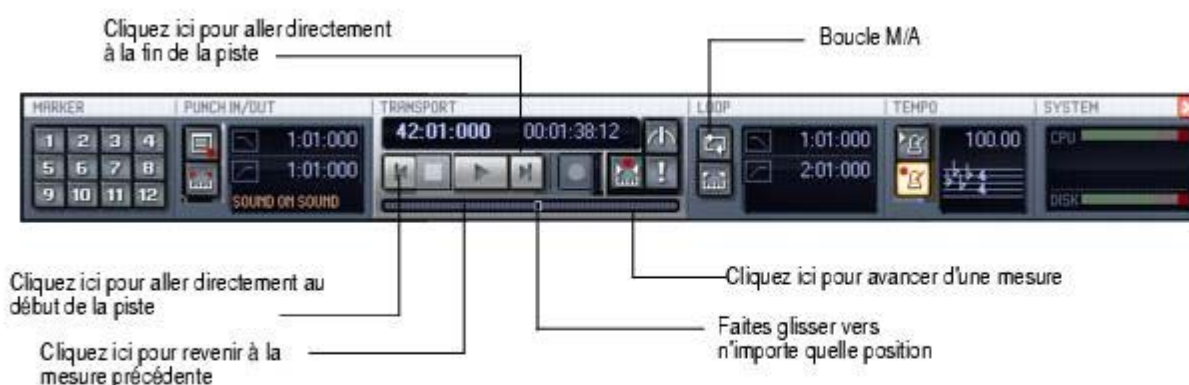 Cliquez ici pour aller directement
à la fin de la piste
Boucle M/A
MARKER
PUNCH IN/OUT
TRANSPORT
LOOP
TEMPO
SYSTEM
1 2 3 4
5 6 7 8
9 10 11 12
1:01:000
1:01:000
SOUND ON SOUND
42:01:000 00:01:38:12
1:01:000
2:01:000
100.00
4
4
CPU
DISK
Cliquez ici pour aller directement au
début de la piste
Cliquez ici pour revenir à la
mesure précédente
Cliquez ici pour avancer d'une mesure
Faites glisser vers
n'importe quelle position